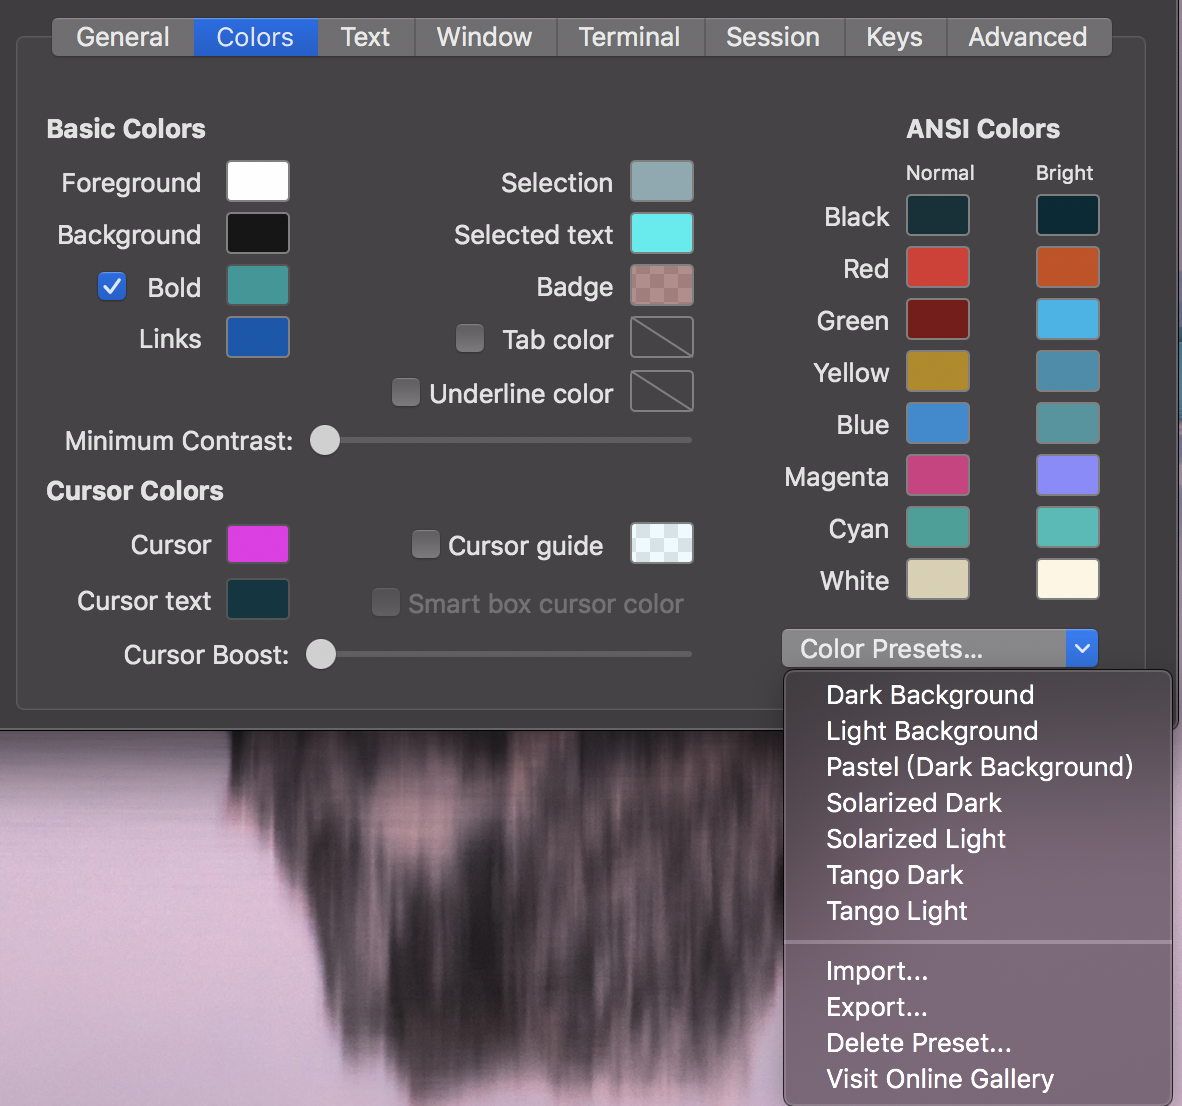 General Colors Text Window Terminal Session Keys Advanced
Basic Colors
Foreground
Background
Bold
Links
Selection
Selected text
Badge
Tab color
Underline color
Minimum Contrast:
Cursor Colors
Cursor
Cursor text
Cursor guide
Smart box cursor color
Cursor Boost:
ANSI Colors
Normal Bright
Black
Red
Green
Yellow
Blue
Magenta
Cyan
White
Color Presets...
Dark Background
Light Background
Pastel (Dark Background)
Solarized Dark
Solarized Light
Tango Dark
Tango Light
Import...
Export...
Delete Preset...
Visit Online Gallery